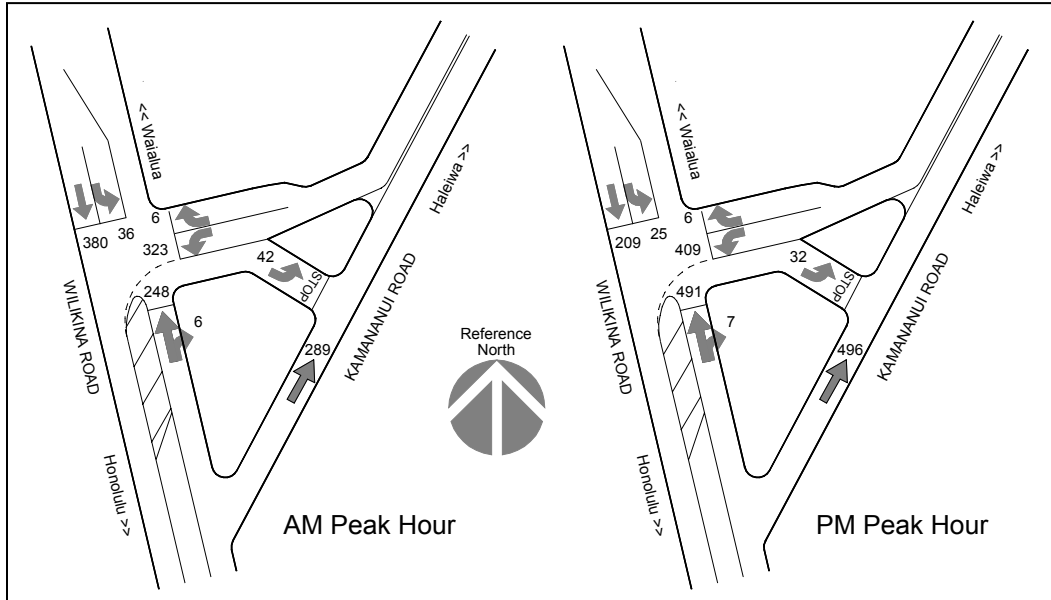 << Waialua
6
36
380
323
42
STOP
248
6
289
Haleiwa >>
KAMANANUI ROAD
WILIKINA ROAD
Honolulu >>
AM Peak Hour
Reference
North
<< Waialua
6
25
209
409
32
STOP
491
7
496
Haleiwa >>
KAMANANUI ROAD
WILIKINA ROAD
Honolulu >>
PM Peak Hour